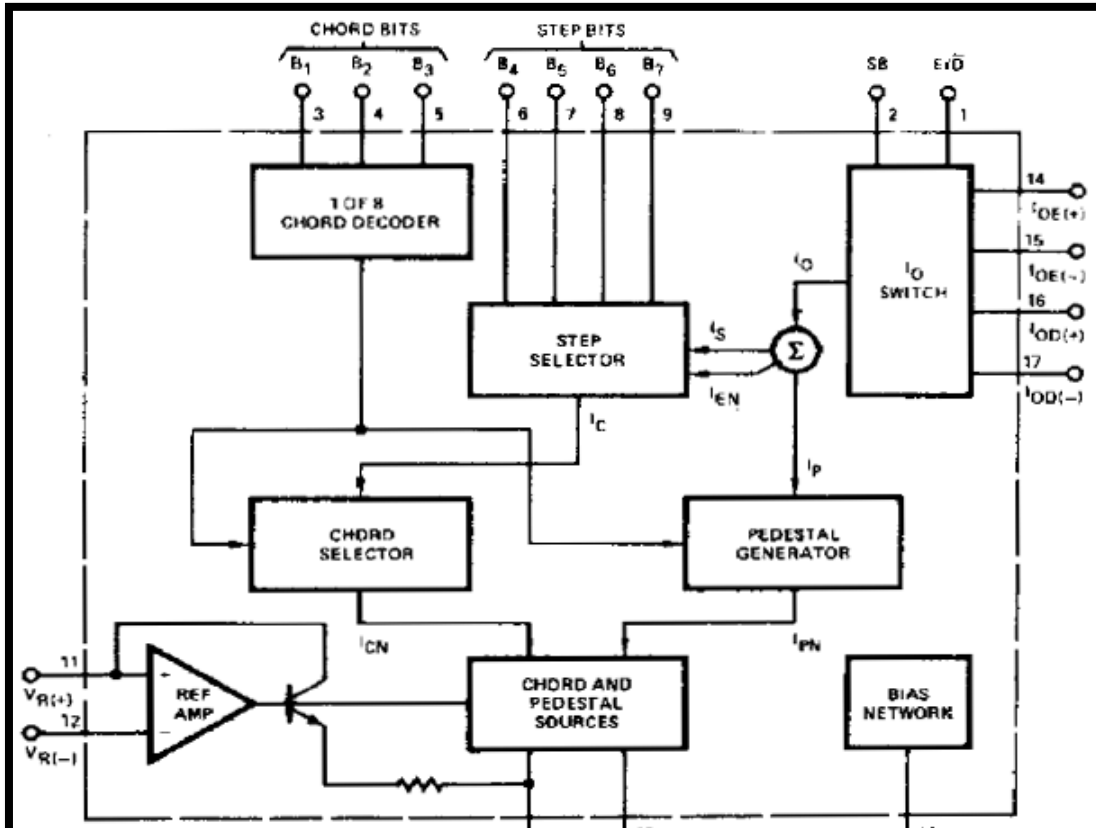 CHORD BITS STEP BITS
B1 B2 B3 B4 B5 B6 B7 SB E/D̅
3 4 5 6 7 8 9 2 1
1 OF 8
CHORD DECODER
14
IOE(+)
15
IOE(−)
16
IOD(+)
17
IOD(−)
IO
SWITCH
IO
Σ
STEP
SELECTOR
IS
IEN
IC
IP
CHORD
SELECTOR
PEDESTAL
GENERATOR
ICN
IPN
11
VR(+)
12
VR(−)
+
−
REF
AMP
CHORD AND
PEDESTAL
SOURCES
BIAS
NETWORK